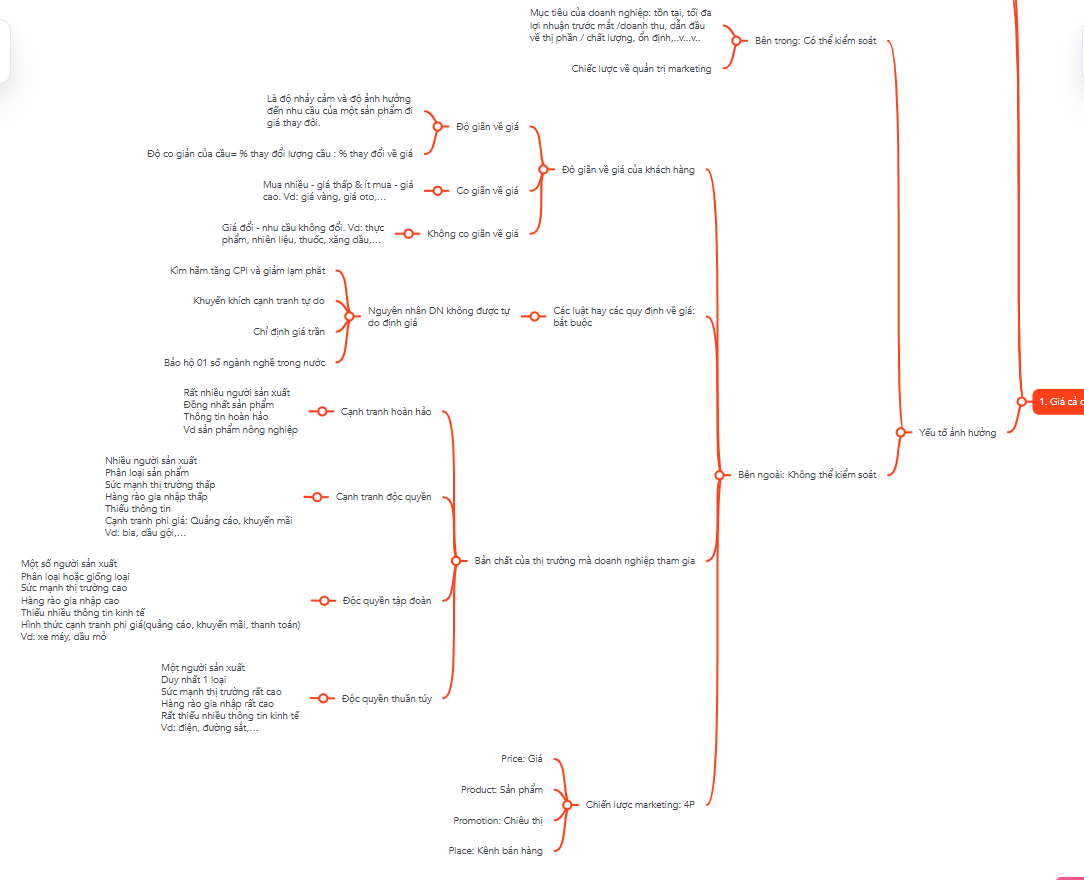 Mục tiêu của doanh nghiệp: tồn tại, tối đa
lợi nhuận trước mắt /doanh thu, dẫn đầu
về thị phần / chất lượng, ổn định,..v...v..
Bên trong: Có thể kiểm soát
Chiếc lược về quản trị marketing
Là độ nhảy cảm và độ ảnh hưởng
đến nhu cầu của một sản phẩm đi
giá thay đôi.
Độ giãn về giá
Độ co giản của cầu= % thay đổi lượng cầu : % thay đổi về giá
Độ giãn về giá của khách hàng
Mua nhiều - giá thấp & ít mua - giá
cao. Vd: giá vàng, giá oto,...
Co giãn về giá
Giá đổi - nhu cầu không đổi. Vd: thực
phẩm, nhiên liệu, thuốc, xăng dầu,...
Không co giãn về giá
Kìm hãm tăng CPI và giảm lạm phát
Khuyến khích cạnh tranh tự do
Nguyên nhân DN không được tự
do định giá
Các luật hay các quy định về giá:
bắt buộc
Chỉ định giá trần
Bảo hộ 01 số ngành nghề trong nước
Rất nhiều người sản xuất
Đồng nhất sản phẩm
Thông tin hoàn hảo
Vd sản phẩm nông nghiệp
Cạnh tranh hoàn hảo
1. Giá cả c
Yếu tố ảnh hưởng
Nhiều người sản xuất
Phân loại sản phẩm
Sức mạnh thị trường thấp
Hàng rào gia nhập thấp
Thiếu thông tin
Cạnh tranh phi giá: Quảng cáo, khuyến mãi
Vd: bia, dầu gội,...
Cạnh tranh độc quyền
Bên ngoài: Không thể kiểm soát
Bản chất của thị trường mà doanh nghiệp tham gia
Một số người sản xuất
Phân loại hoặc giống loại
Sức mạnh thị trường cao
Hàng rào gia nhập cao
Thiếu nhiều thông tin kinh tế
Hình thức cạnh tranh phi giá(quảng cáo, khuyến mãi, thanh toán)
Vd: xe máy, dầu mỏ
Độc quyền tập đoàn
Một người sản xuất
Duy nhất 1 loại
Sức mạnh thị trường rất cao
Hàng rào gia nhập rất cao
Rất thiếu nhiều thông tin kinh tế
Vd: điện, đường sắt,...
Độc quyền thuần túy
Price: Giá
Product: Sản phẩm
Chiến lược marketing: 4P
Promotion: Chiêu thị
Place: Kênh bán hàng